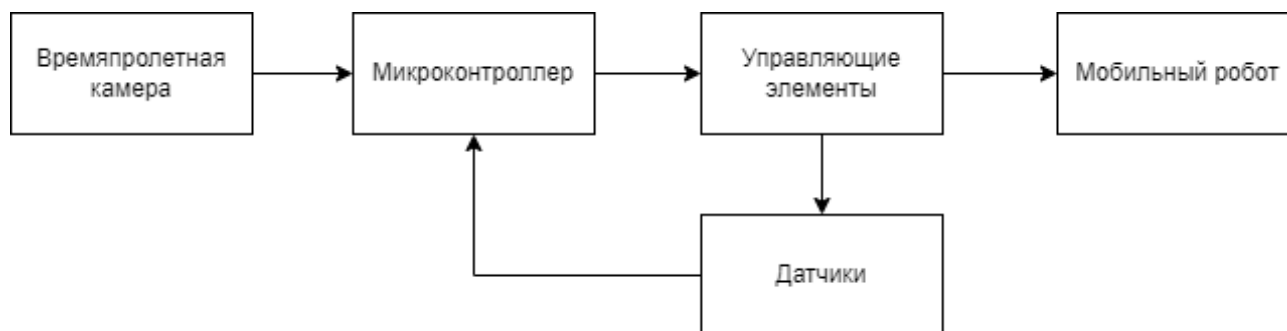 Времяпролетная
камера
Микроконтроллер
Управляющие
элементы
Мобильный робот
Датчики